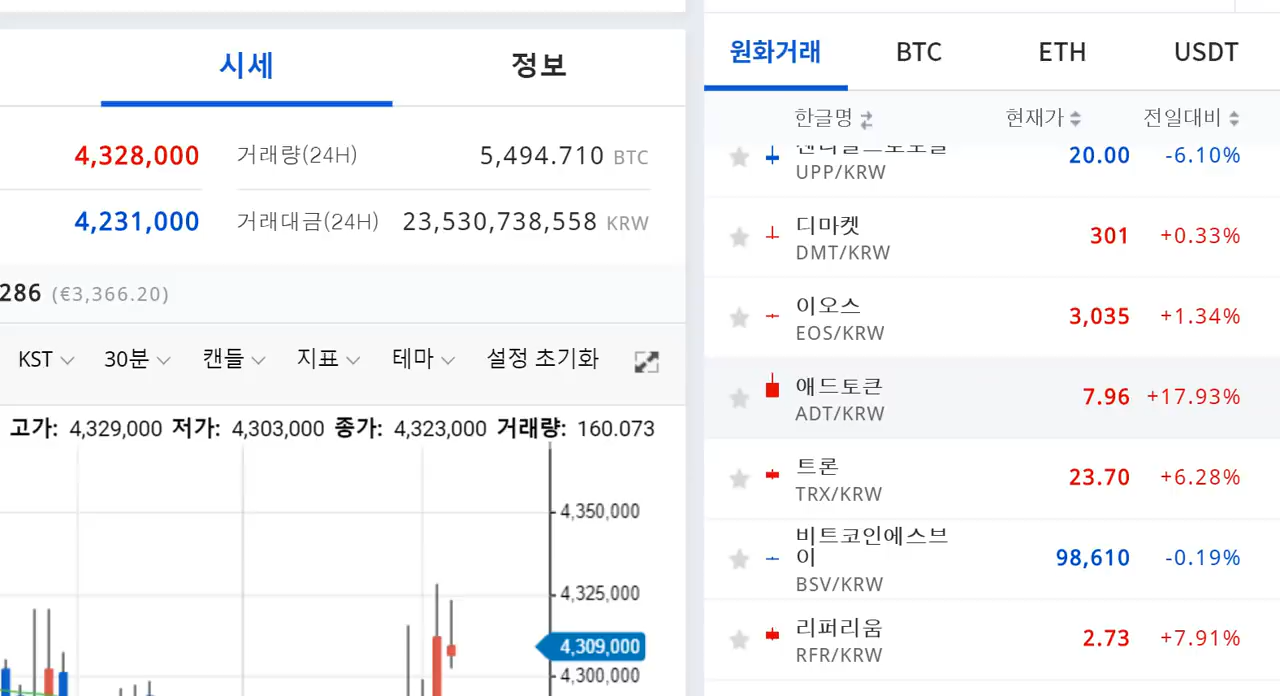 시세 정보
4,328,000 거래량(24H) 5,494.710 BTC
4,231,000 거래대금(24H) 23,530,738,558 KRW
286 (€3,366.20)
KST 30분 캔들 지표 테마 설정 초기화
고가: 4,329,000 저가: 4,303,000 종가: 4,323,000 거래량: 160.073
4,350,000
4,325,000
4,309,000
4,300,000
원화거래 BTC ETH USDT
한글명 현재가 전일대비
20.00 -6.10%
UPP/KRW
디마켓 301 +0.33%
DMT/KRW
이오스 3,035 +1.34%
EOS/KRW
애드토큰 7.96 +17.93%
ADT/KRW
트론 23.70 +6.28%
TRX/KRW
비트코인에스브
이 98,610 -0.19%
BSV/KRW
리퍼리움 2.73 +7.91%
RFR/KRW